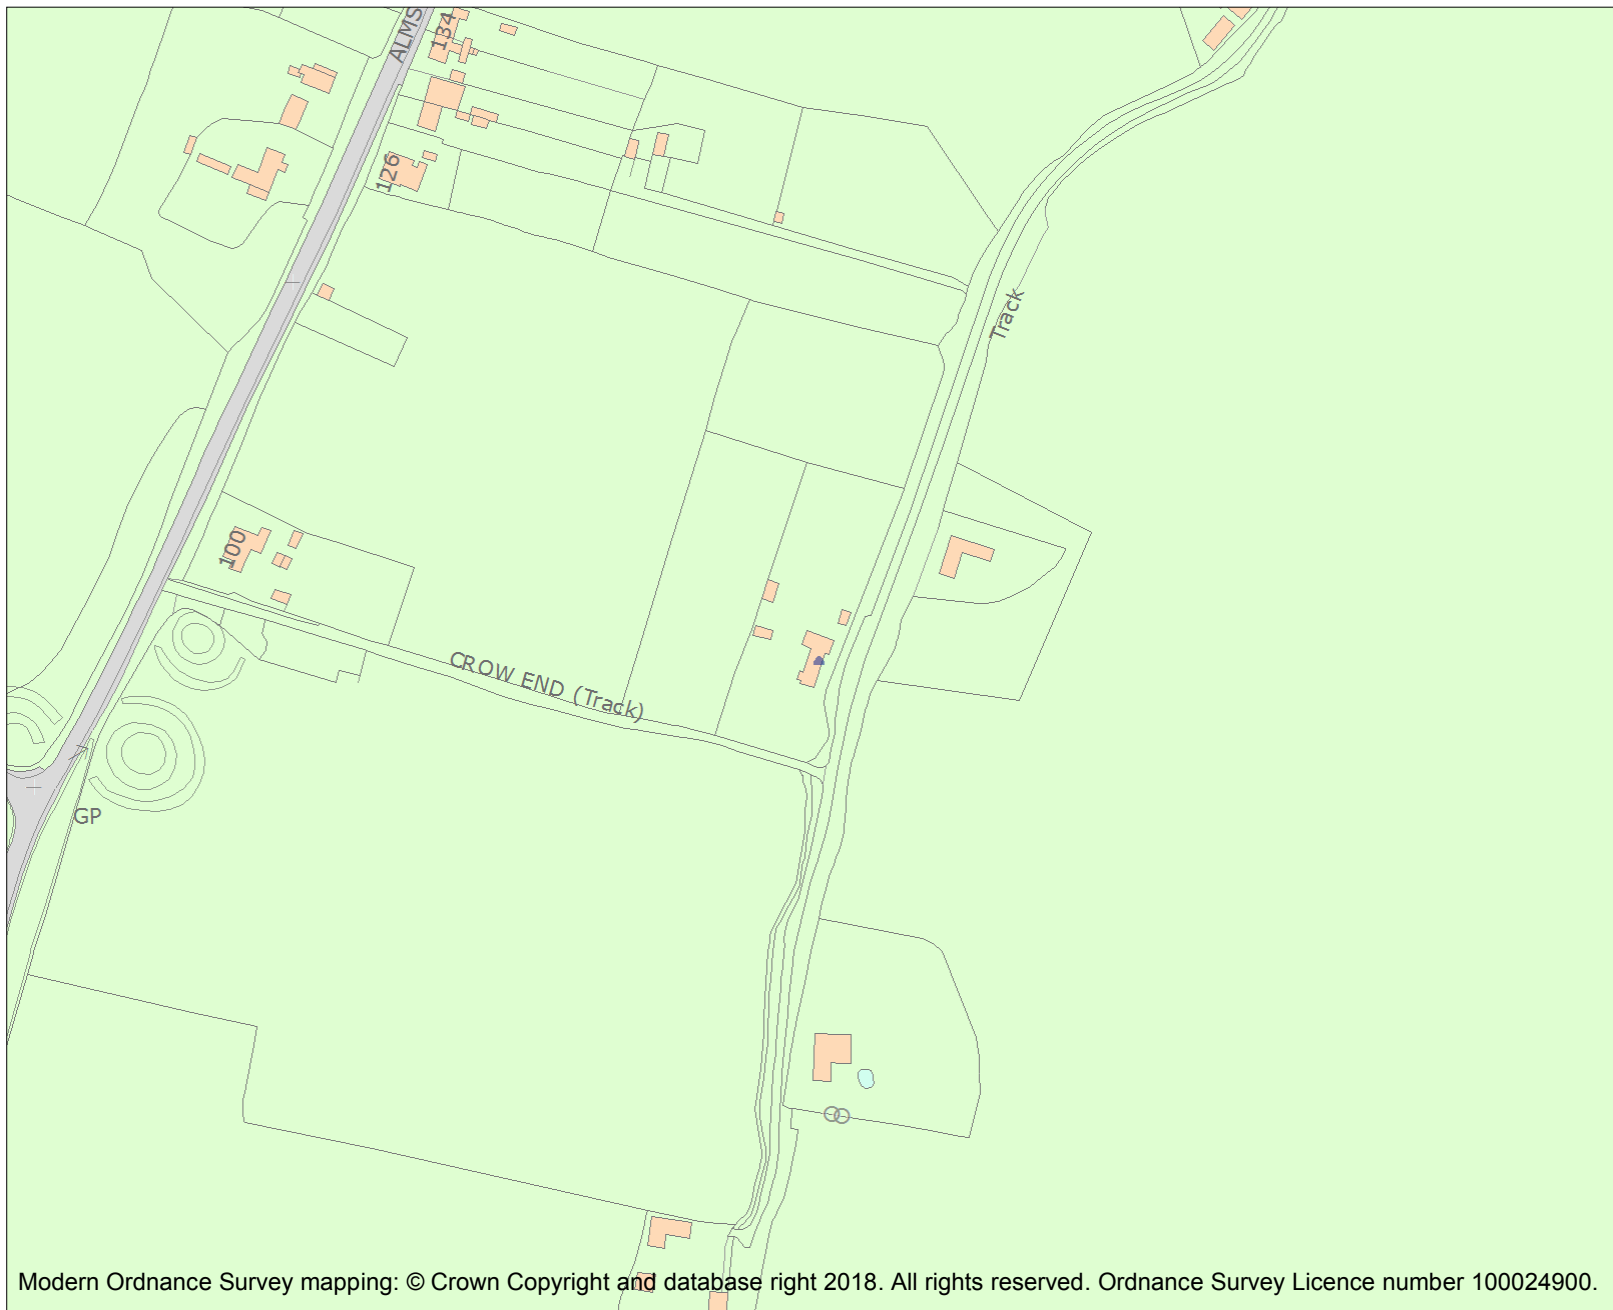 ALMS
134
126
Track
100
CROW END (Track)
GP
Modern Ordnance Survey mapping: © Crown Copyright and database right 2018. All rights reserved. Ordnance Survey Licence number 100024900.